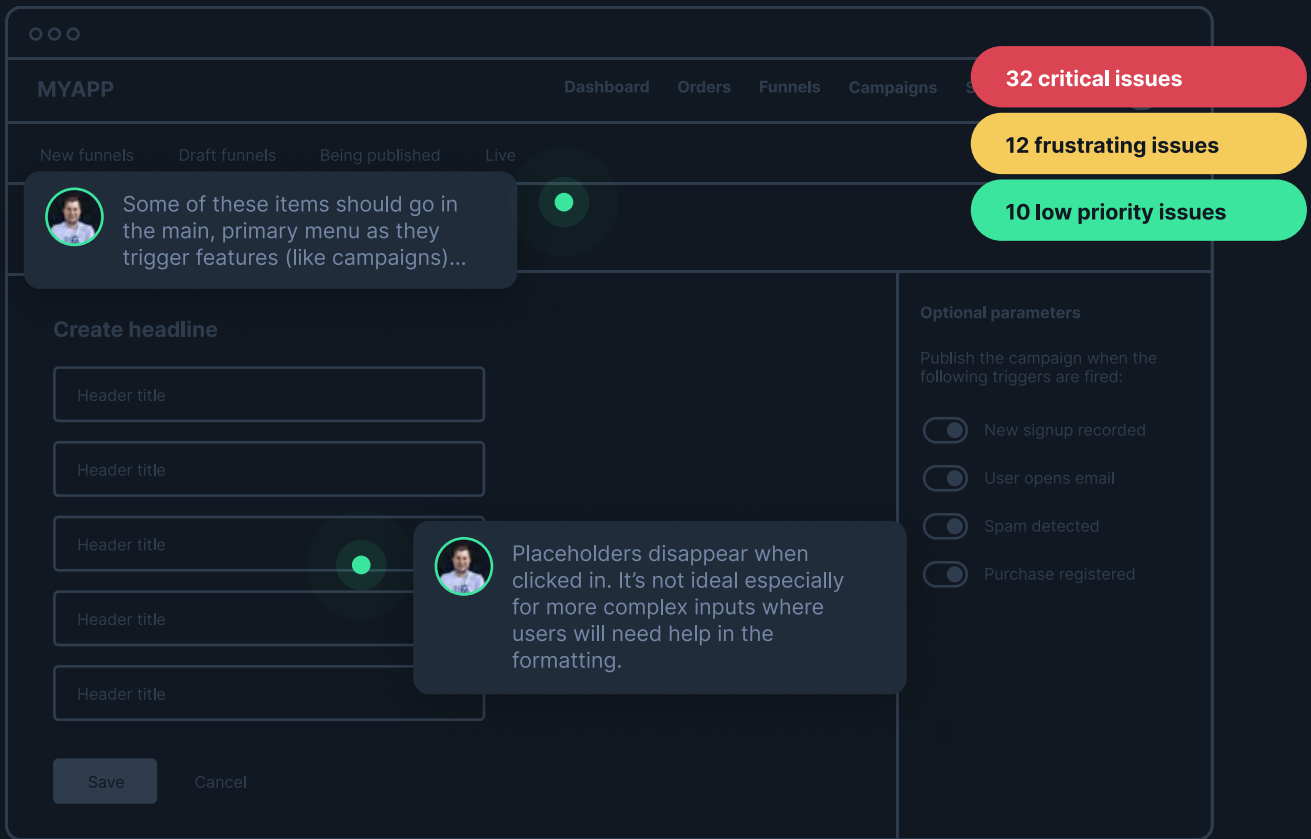 MYAPP
Dashboard
Orders
Funnels
Campaigns
32 critical issues
12 frustrating issues
10 low priority issues
New funnels
Draft funnels
Being published
Live
Some of these items should go in
the main, primary menu as they
trigger features (like campaigns)...
Create headline
Header title
Header title
Header title
Header title
Header title
Placeholders disappear when
clicked in. It’s not ideal especially
for more complex inputs where
users will need help in the
formatting.
Save
Cancel
Optional parameters
Publish the campaign when the
following triggers are fired:
New signup recorded
User opens email
Spam detected
Purchase registered